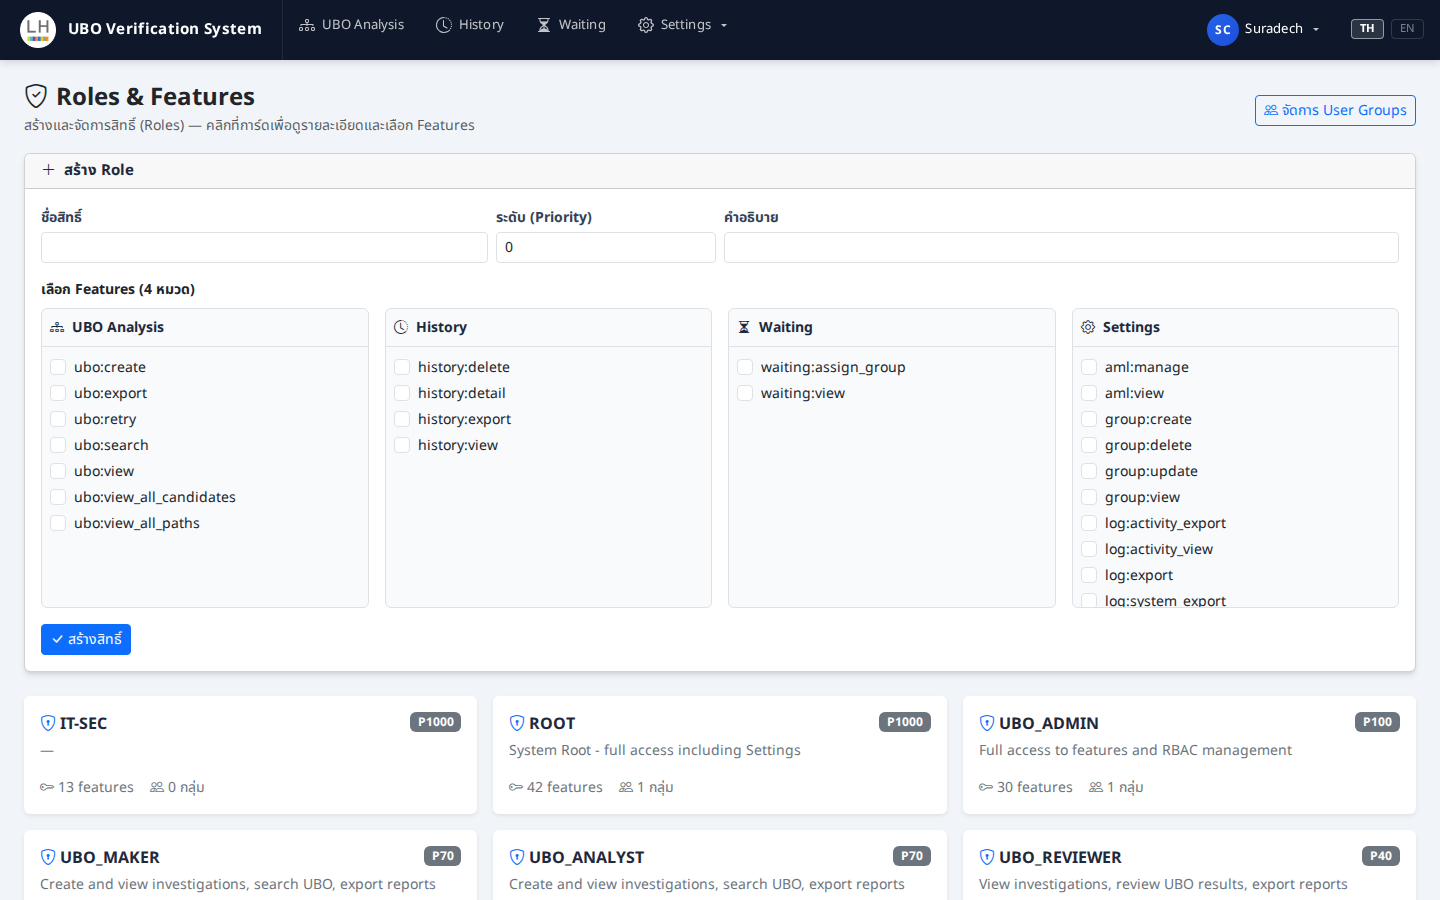 LH
UBO Verification System
UBO Analysis
History
Waiting
Settings
SC
Suradech
TH
EN
Roles & Features
สร้างและจัดการสิทธิ์ (Roles) — คลิกที่การ์ดเพื่อดูรายละเอียดและเลือก Features
จัดการ User Groups
สร้าง Role
ชื่อสิทธิ์
ระดับ (Priority)
คำอธิบาย
0
เลือก Features (4 หมวด)
UBO Analysis
ubo:create
ubo:export
ubo:retry
ubo:search
ubo:view
ubo:view_all_candidates
ubo:view_all_paths
History
history:delete
history:detail
history:export
history:view
Waiting
waiting:assign_group
waiting:view
Settings
aml:manage
aml:view
group:create
group:delete
group:update
group:view
log:activity_export
log:activity_view
log:export
log:system_export
สร้างสิทธิ์
IT-SEC
P1000
—
13 features
0 กลุ่ม
ROOT
P1000
System Root - full access including Settings
42 features
1 กลุ่ม
UBO_ADMIN
P100
Full access to features and RBAC management
30 features
1 กลุ่ม
UBO_MAKER
P70
Create and view investigations, search UBO, export reports
UBO_ANALYST
P70
Create and view investigations, search UBO, export reports
UBO_REVIEWER
P40
View investigations, review UBO results, export reports